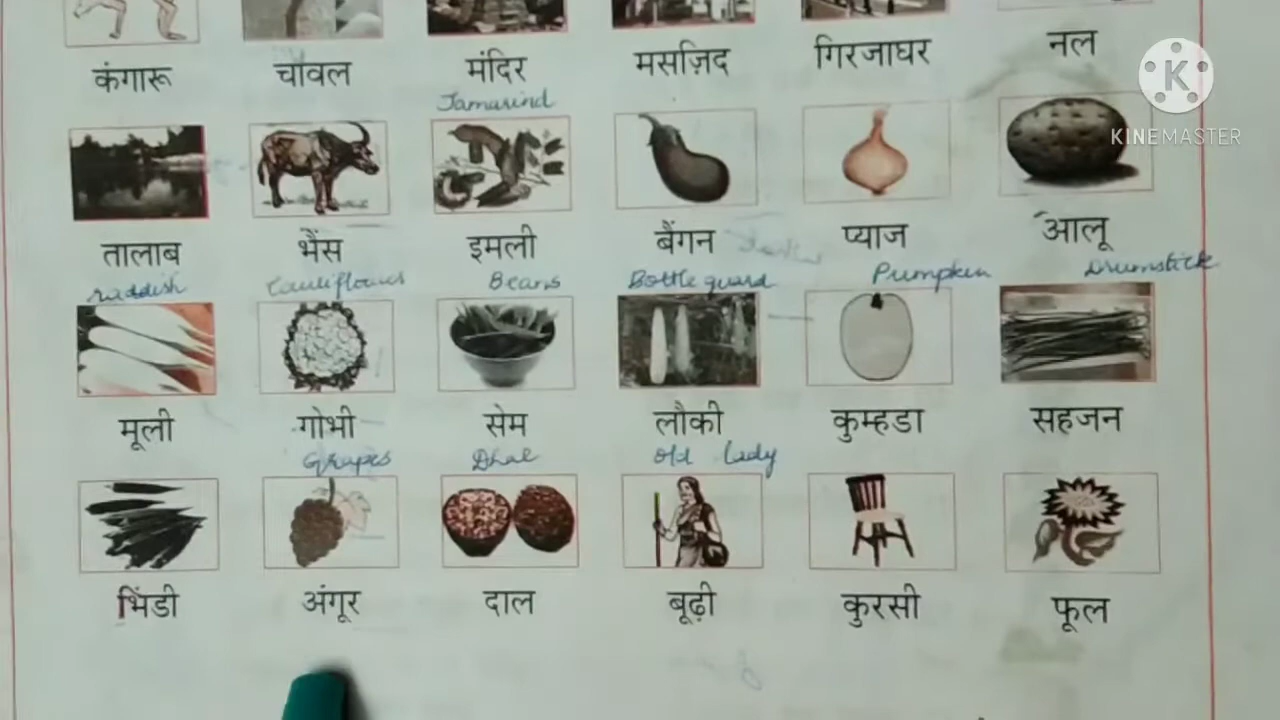 कंगारू चावल मंदिर मसज़िद गिरजाघर नल
KINEMASTER
Tamarind
तालाब भैंस इमली बैंगन प्याज आलू
raddish Cauliflower Beans Bottle guard Pumpkin Drumstick
मूली गोभी सेम लौकी कुम्हडा सहजन
Grapes Dhal old lady
भिंडी अंगूर दाल बूढ़ी कुरसी फूल